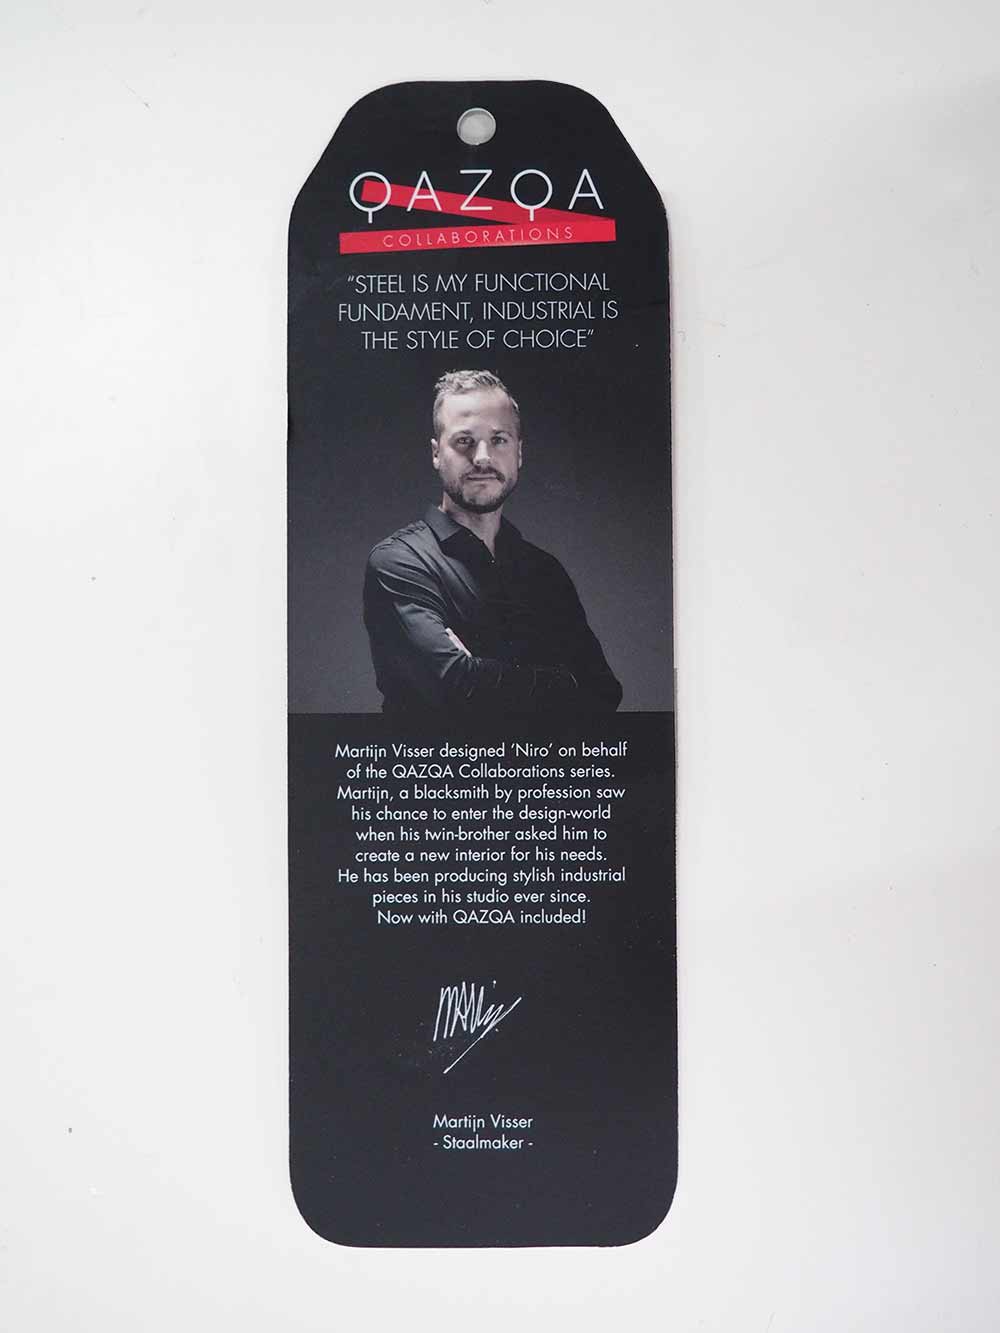 QAZQA
COLLABORATIONS
“STEEL IS MY FUNCTIONAL
FUNDAMENT, INDUSTRIAL IS
THE STYLE OF CHOICE”
Martijn Visser designed ‘Niro’ on behalf
of the QAZQA Collaborations series.
Martijn, a blacksmith by profession saw
his chance to enter the design-world
when his twin-brother asked him to
create a new interior for his needs.
He has been producing stylish industrial
pieces in his studio ever since.
Now with QAZQA included!
Martijn Visser
- Staalmaker -